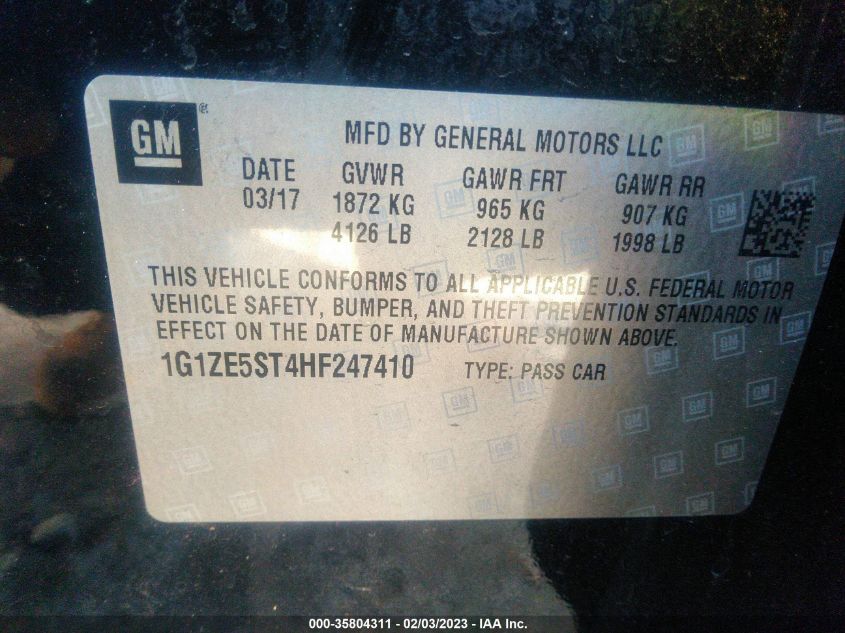 GM
MFD BY GENERAL MOTORS LLC
DATE GVWR GAWR FRT GAWR RR
03/17 1872 KG 965 KG 907 KG
4126 LB 2128 LB 1998 LB
THIS VEHICLE CONFORMS TO ALL APPLICABLE U.S. FEDERAL MOTOR
VEHICLE SAFETY, BUMPER, AND THEFT PREVENTION STANDARDS IN
EFFECT ON THE DATE OF MANUFACTURE SHOWN ABOVE.
1G1ZE5ST4HF247410 TYPE: PASS CAR
000-35804311 - 02/03/2023 - IAA Inc.